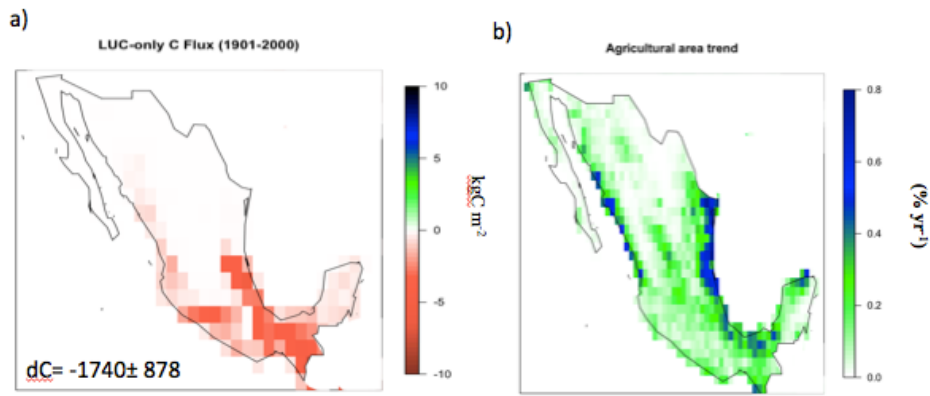 a)
LUC-only C Flux (1901-2000)
10
5
0
-5
-10
kgC m⁻²
dC= -1740± 878
b)
Agricultural area trend
0.8
0.6
0.4
0.2
0.0
(% yr⁻¹)